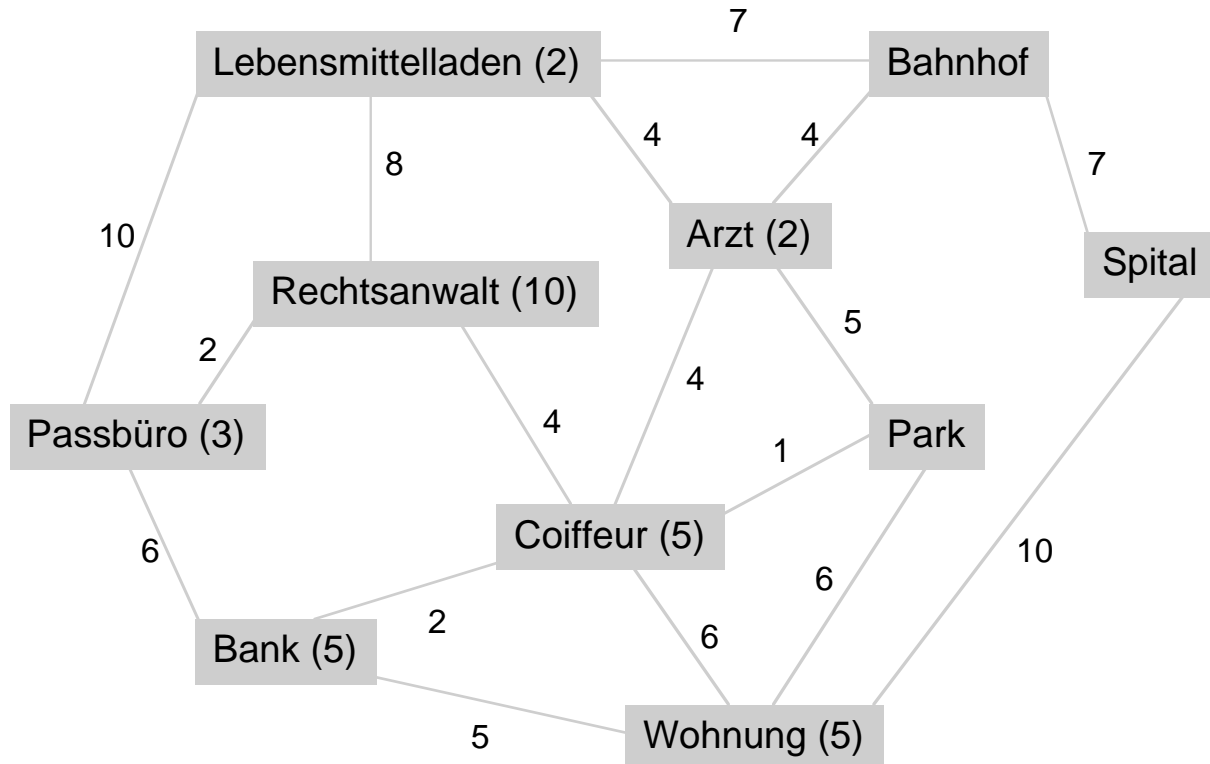 7
Lebensmittelladen (2)
Bahnhof
4
4
8
7
10
Arzt (2)
Spital
Rechtsanwalt (10)
5
2
4
4
Passbüro (3)
Park
1
Coiffeur (5)
6
10
6
2
6
Bank (5)
5
Wohnung (5)